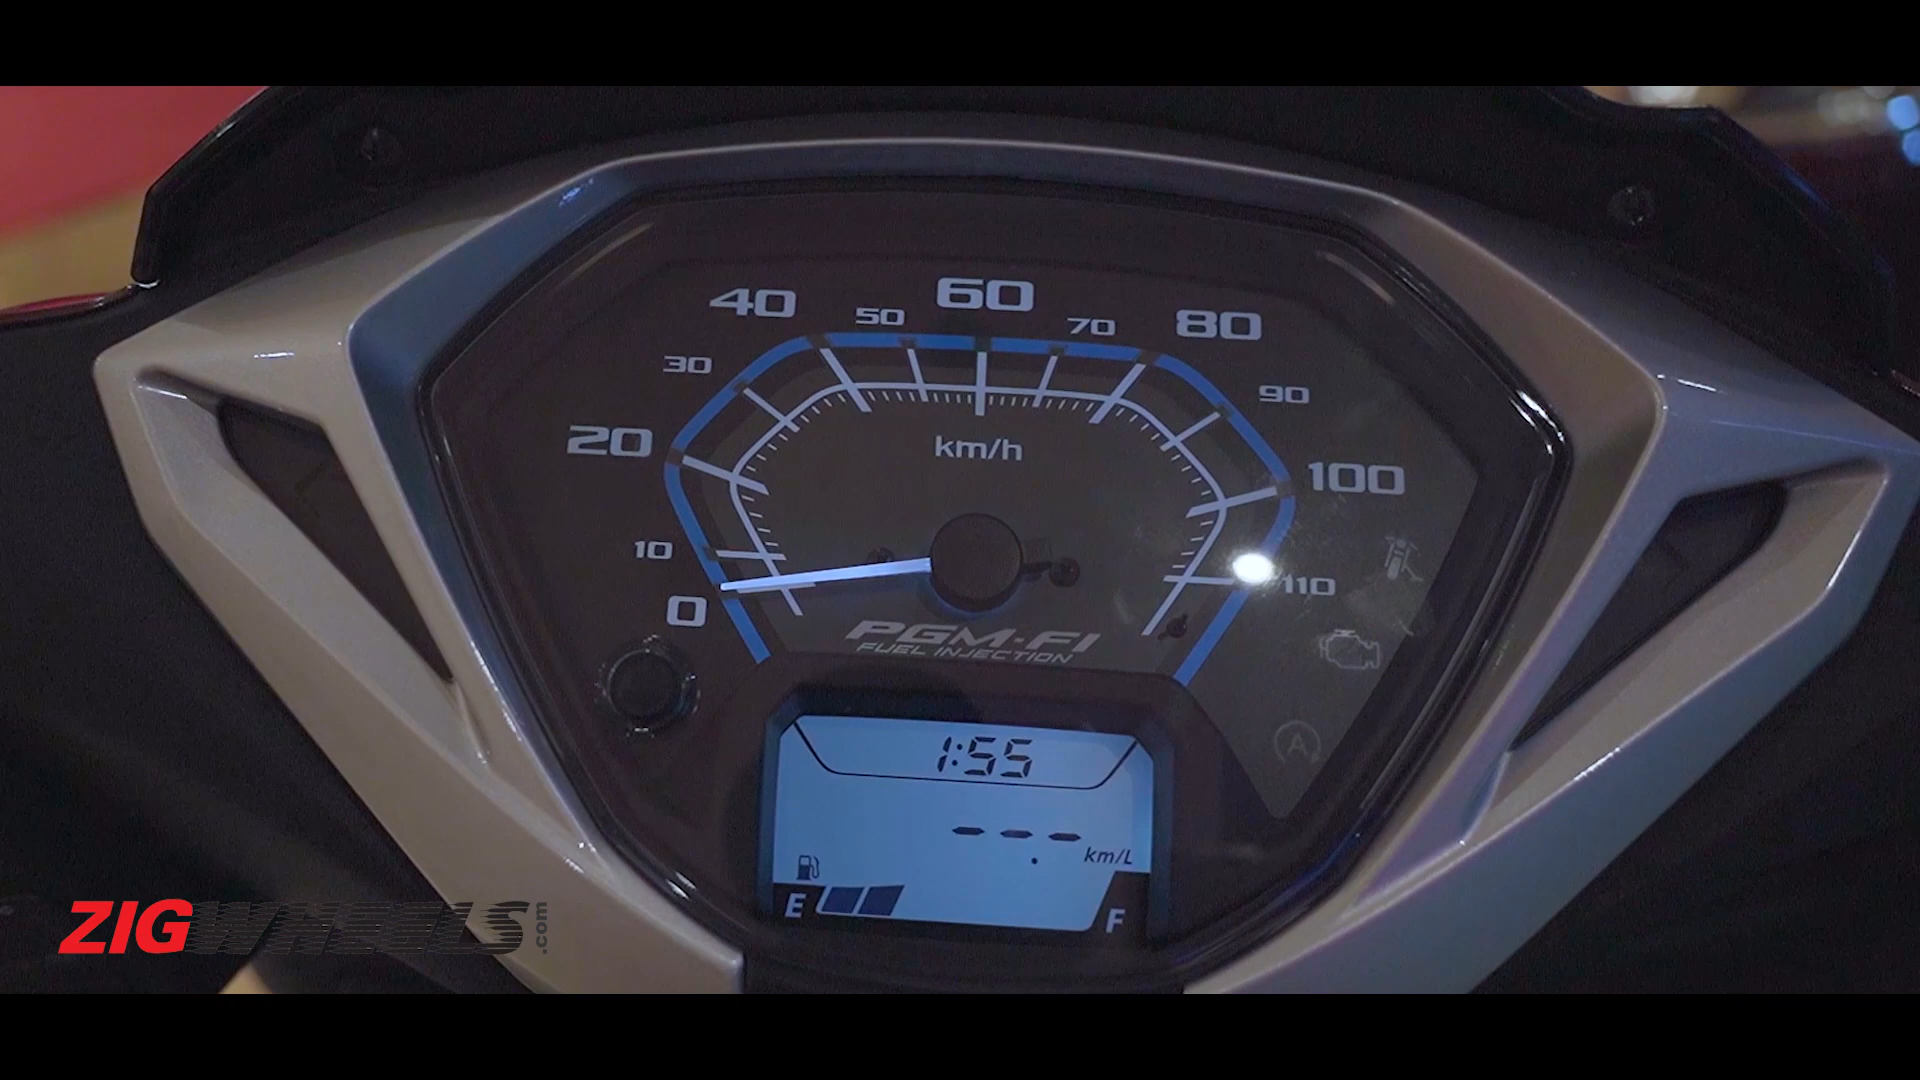 60
40
50
70
80
30
90
20
km/h
100
10
110
0
PGM-FI
FUEL INJECTION
A
1:55
---
km/L
E
F
ZIGWHEELS.com